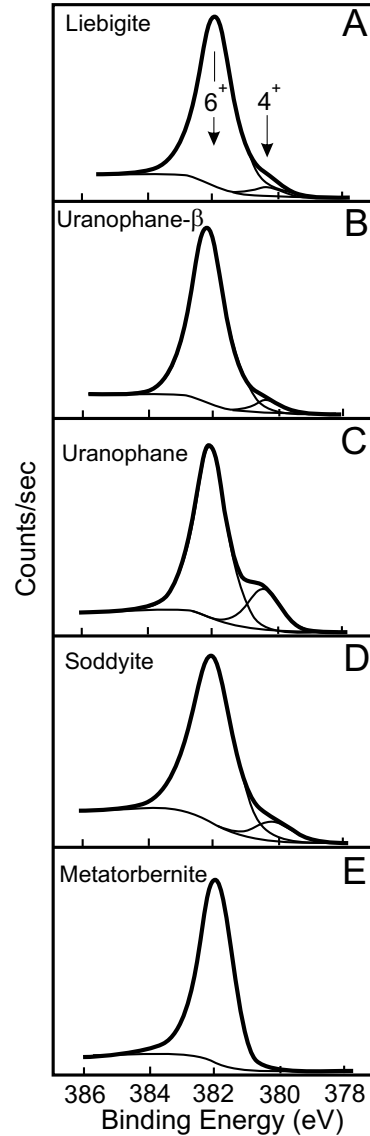 Liebigite
A
6+
4+
Uranophane-β
B
Uranophane
C
Soddyite
D
Metatorbernite
E
Counts/sec
386 384 382 380 378
Binding Energy (eV)